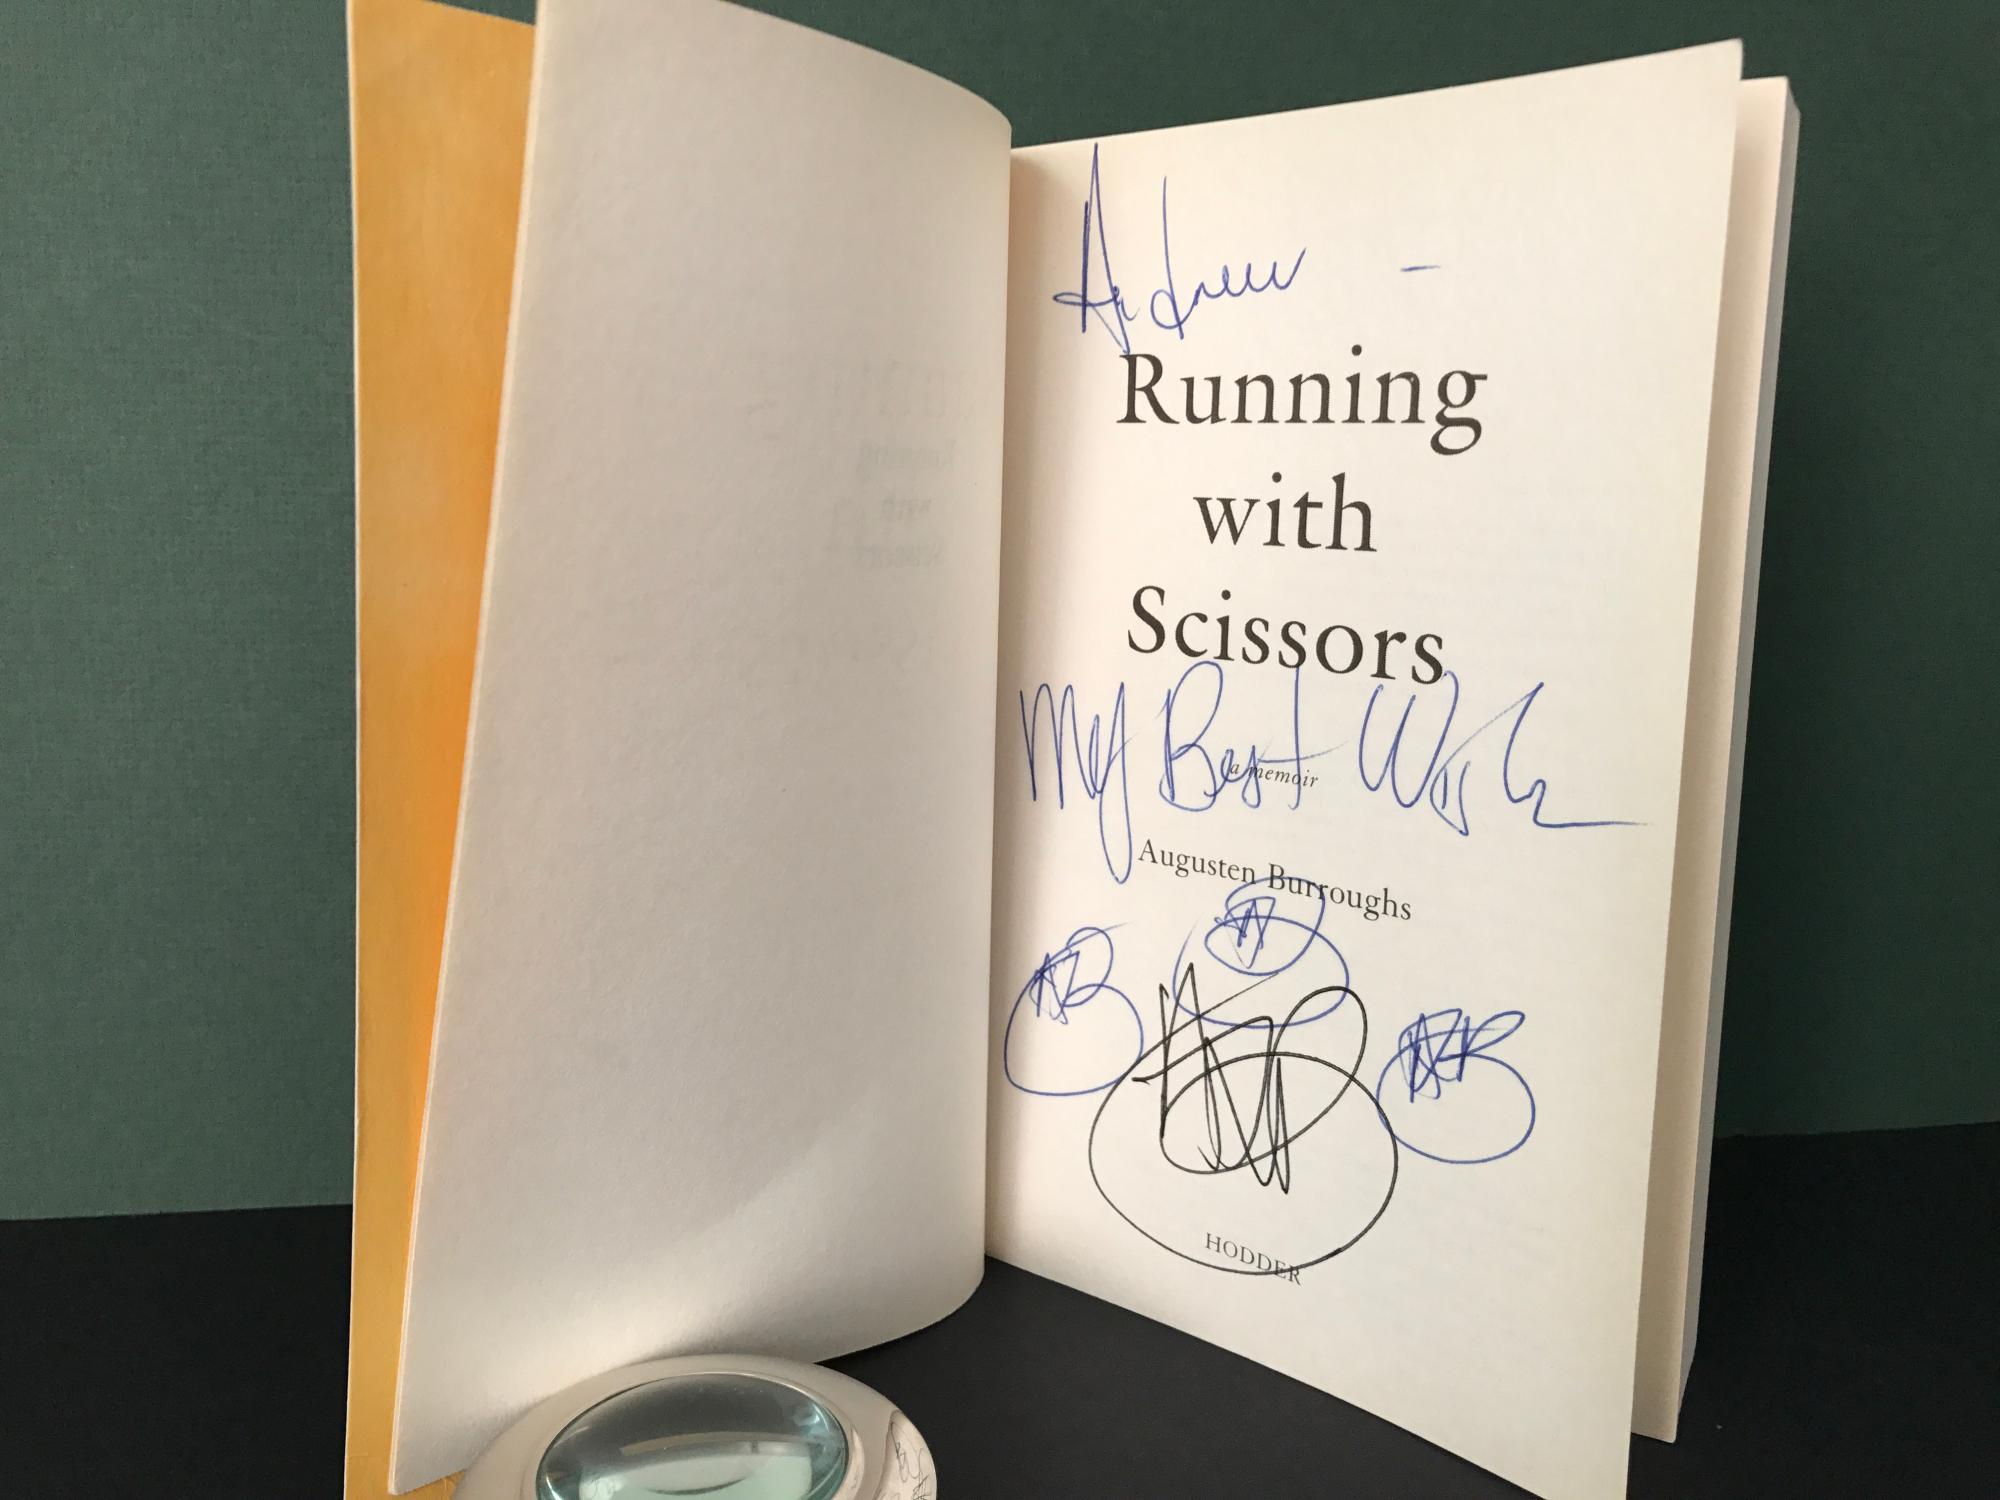 Andrew –
Running
with
Scissors
My Best Wishes
a memoir
Augusten Burroughs
HODDER